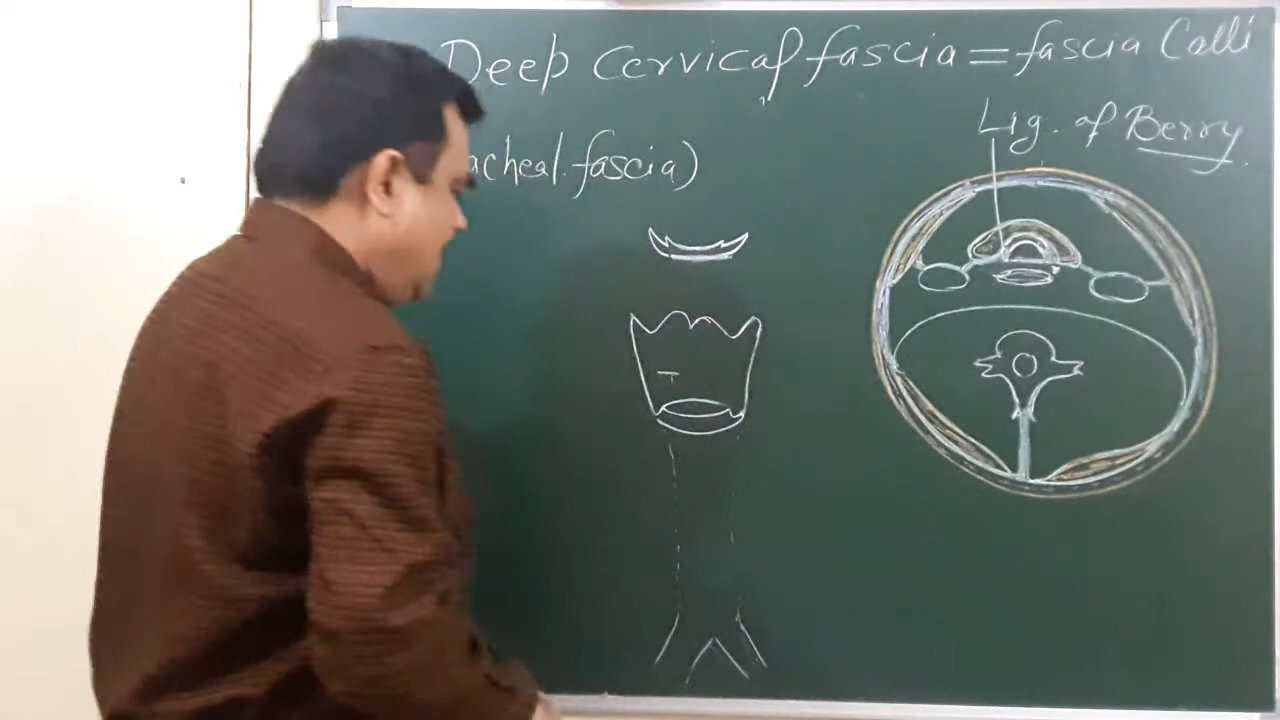 Deep Cervical fascia = fascia Colli
Lig. of Berry.
acheal fascia)
T